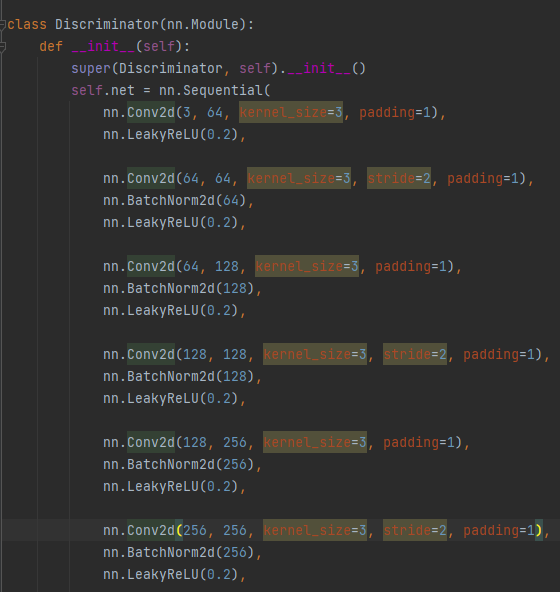 class Discriminator(nn.Module):
    def __init__(self):
        super(Discriminator, self).__init__()
        self.net = nn.Sequential(
            nn.Conv2d(3, 64, kernel_size=3, padding=1),
            nn.LeakyReLU(0.2),

            nn.Conv2d(64, 64, kernel_size=3, stride=2, padding=1),
            nn.BatchNorm2d(64),
            nn.LeakyReLU(0.2),

            nn.Conv2d(64, 128, kernel_size=3, padding=1),
            nn.BatchNorm2d(128),
            nn.LeakyReLU(0.2),

            nn.Conv2d(128, 128, kernel_size=3, stride=2, padding=1),
            nn.BatchNorm2d(128),
            nn.LeakyReLU(0.2),

            nn.Conv2d(128, 256, kernel_size=3, padding=1),
            nn.BatchNorm2d(256),
            nn.LeakyReLU(0.2),

            nn.Conv2d(256, 256, kernel_size=3, stride=2, padding=1),
            nn.BatchNorm2d(256),
            nn.LeakyReLU(0.2),